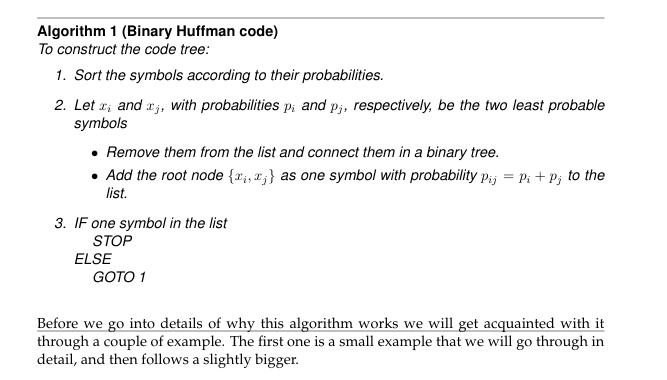 Algorithm 1 (Binary Huffman code)
To construct the code tree:
1. Sort the symbols according to their probabilities.
2. Let x_i and x_j, with probabilities p_i and p_j, respectively, be the two least probable
symbols
• Remove them from the list and connect them in a binary tree.
• Add the root node {x_i, x_j} as one symbol with probability p_ij = p_i + p_j to the
list.
3. IF one symbol in the list
STOP
ELSE
GOTO 1
Before we go into details of why this algorithm works we will get acquainted with it
through a couple of example. The first one is a small example that we will go through in
detail, and then follows a slightly bigger.